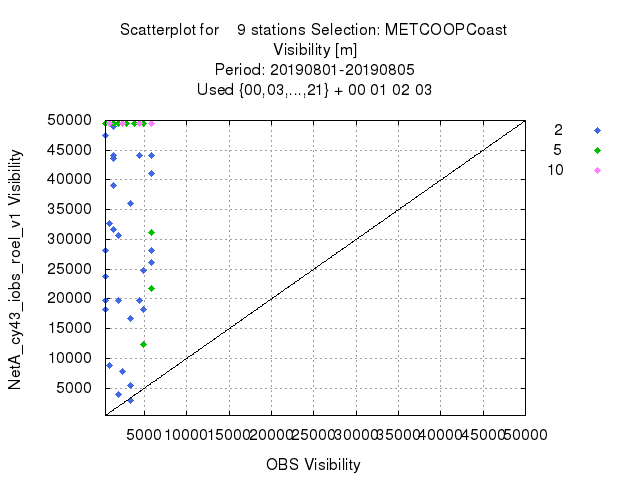 Scatterplot for 9 stations Selection: METCOOPCoast
Visibility [m]
Period: 20190801-20190805
Used {00,03,...,21} + 00 01 02 03
50000
45000
40000
35000
30000
25000
20000
15000
10000
5000
NetA_cy43_iobs_roel_v1 Visibility
2
5
10
5000 10000 15000 20000 25000 30000 35000 40000 45000 50000
OBS Visibility